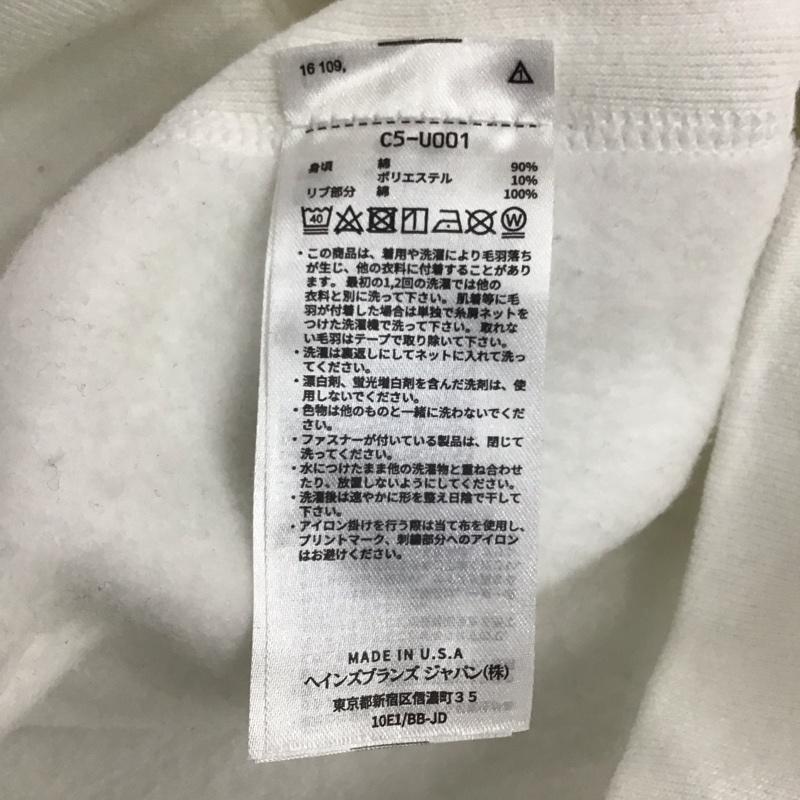 16 109,
C5-U001
身頃 綿 90%
ポリエステル 10%
リブ部分 綿 100%
40 W
・この商品は、着用や洗濯により毛羽落ち
が生じ、他の衣料に付着することがあり
ます。最初の1,2回の洗濯では他の
衣料と別に洗って下さい。肌着等に毛
羽が付着した場合は単独で糸屑ネットを
つけた洗濯機で洗って下さい。取れな
い毛羽はテープで取り除いて下さい。
・洗濯は裏返しにしてネットに入れて洗っ
てください。
・漂白剤、蛍光増白剤を含んだ洗剤は、使
用しないでください。
・色物は他のものと一緒に洗わないでくだ
さい。
・ファスナーが付いている製品は、閉じて
洗ってください。
・水につけたまま他の洗濯物と重ね合わせ
たり、放置しないようにしてください。
・洗濯後は速やかに形を整え日陰で干して
下さい。
・アイロン掛けを行う際は当て布を使用し、
プリントマーク、刺繍部分へのアイロン
はお避けください。
MADE IN U.S.A
ヘインズブランズ ジャパン(株)
東京都新宿区信濃町３５
10E1/BB-JD